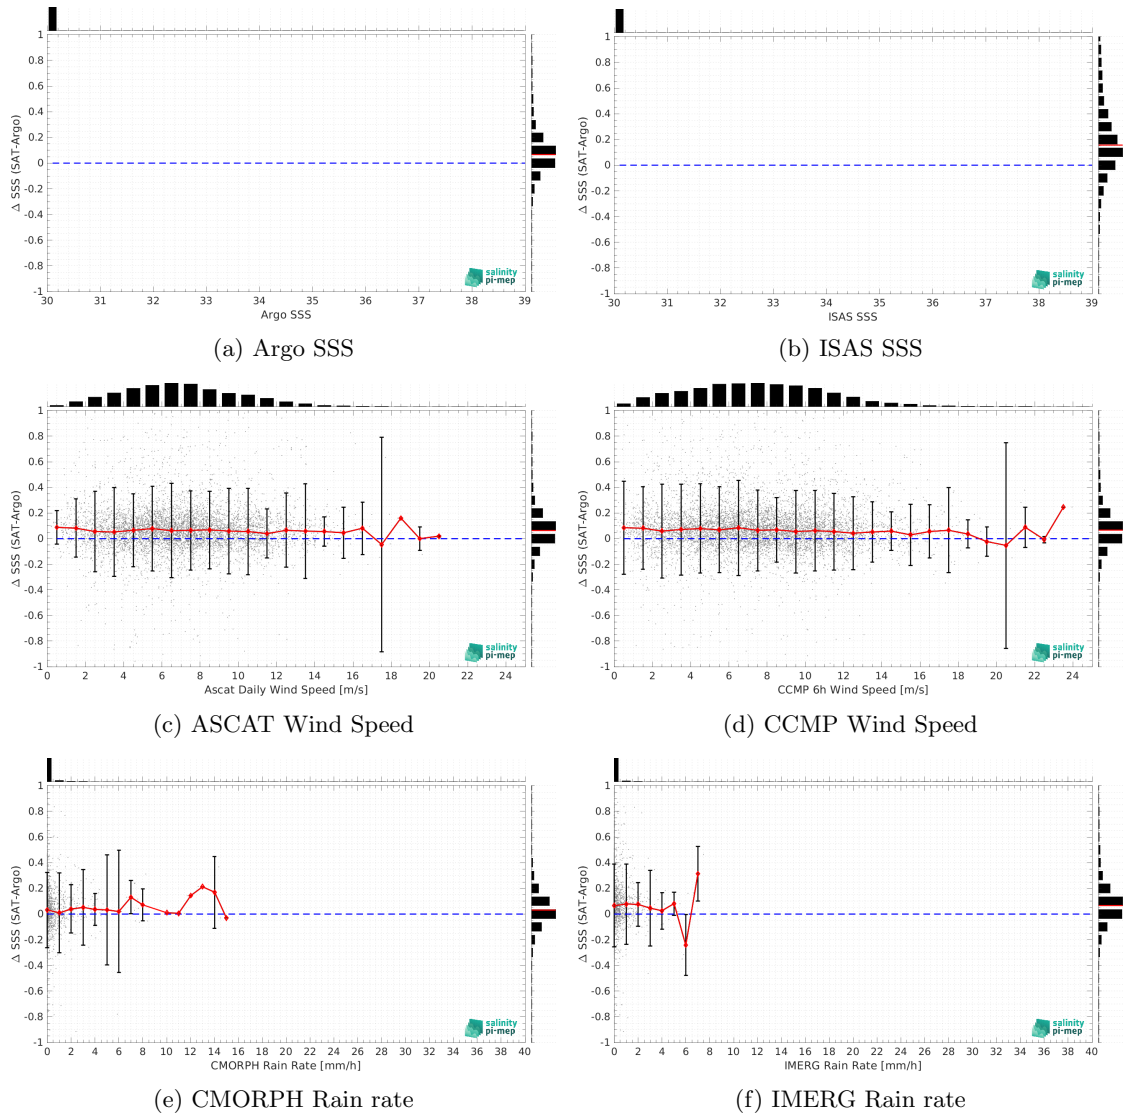 1
0.8
0.6
0.4
0.2
0
-0.2
-0.4
-0.6
-0.8
-1
Δ SSS (SAT-Argo)
salinity
pi-mep
30 31 32 33 34 35 36 37 38 39
Argo SSS
(a) Argo SSS
1
0.8
0.6
0.4
0.2
0
-0.2
-0.4
-0.6
-0.8
-1
Δ SSS (SAT-Argo)
salinity
pi-mep
30 31 32 33 34 35 36 37 38 39
ISAS SSS
(b) ISAS SSS
1
0.8
0.6
0.4
0.2
0
-0.2
-0.4
-0.6
-0.8
-1
Δ SSS (SAT-Argo)
salinity
pi-mep
0 2 4 6 8 10 12 14 16 18 20 22 24
Ascat Daily Wind Speed [m/s]
(c) ASCAT Wind Speed
1
0.8
0.6
0.4
0.2
0
-0.2
-0.4
-0.6
-0.8
-1
Δ SSS (SAT-Argo)
salinity
pi-mep
0 2 4 6 8 10 12 14 16 18 20 22 24
CCMP 6h Wind Speed [m/s]
(d) CCMP Wind Speed
1
0.8
0.6
0.4
0.2
0
-0.2
-0.4
-0.6
-0.8
-1
Δ SSS (SAT-Argo)
salinity
pi-mep
0 2 4 6 8 10 12 14 16 18 20 22 24 26 28 30 32 34 36 38 40
CMORPH Rain Rate [mm/h]
(e) CMORPH Rain rate
1
0.8
0.6
0.4
0.2
0
-0.2
-0.4
-0.6
-0.8
-1
Δ SSS (SAT-Argo)
salinity
pi-mep
0 2 4 6 8 10 12 14 16 18 20 22 24 26 28 30 32 34 36 38 40
IMERG Rain Rate [mm/h]
(f) IMERG Rain rate